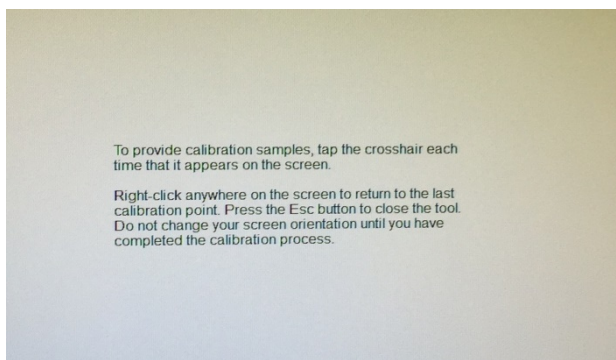 To provide calibration samples, tap the crosshair each
time that it appears on the screen.
Right-click anywhere on the screen to return to the last
calibration point. Press the Esc button to close the tool.
Do not change your screen orientation until you have
completed the calibration process.